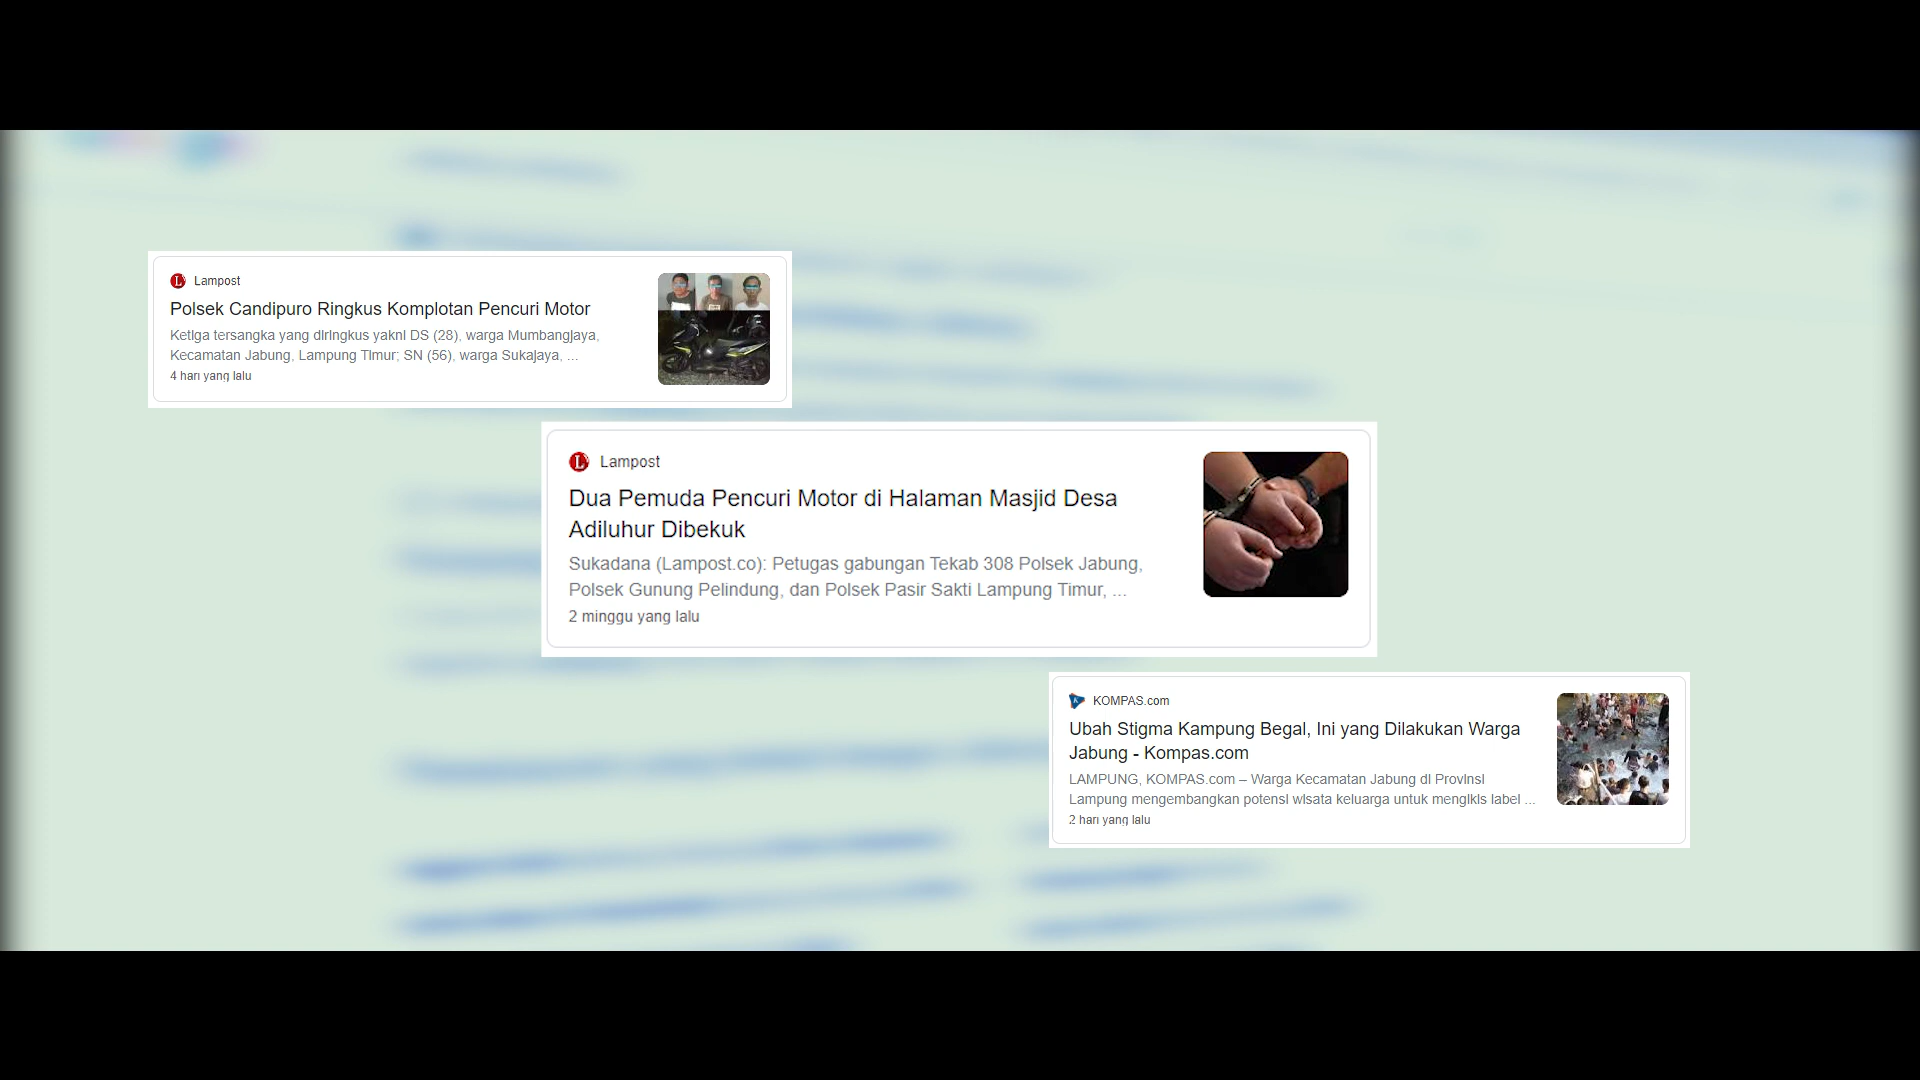 Lampost
Polsek Candipuro Ringkus Komplotan Pencuri Motor
Ketiga tersangka yang diringkus yakni DS (28), warga Mumbangjaya,
Kecamatan Jabung, Lampung Timur; SN (56), warga Sukajaya, ...
4 hari yang lalu
Lampost
Dua Pemuda Pencuri Motor di Halaman Masjid Desa
Adiluhur Dibekuk
Sukadana (Lampost.co): Petugas gabungan Tekab 308 Polsek Jabung,
Polsek Gunung Pelindung, dan Polsek Pasir Sakti Lampung Timur, ...
2 minggu yang lalu
KOMPAS.com
Ubah Stigma Kampung Begal, Ini yang Dilakukan Warga
Jabung - Kompas.com
LAMPUNG, KOMPAS.com – Warga Kecamatan Jabung di Provinsi
Lampung mengembangkan potensi wisata keluarga untuk mengikis label ...
2 hari yang lalu